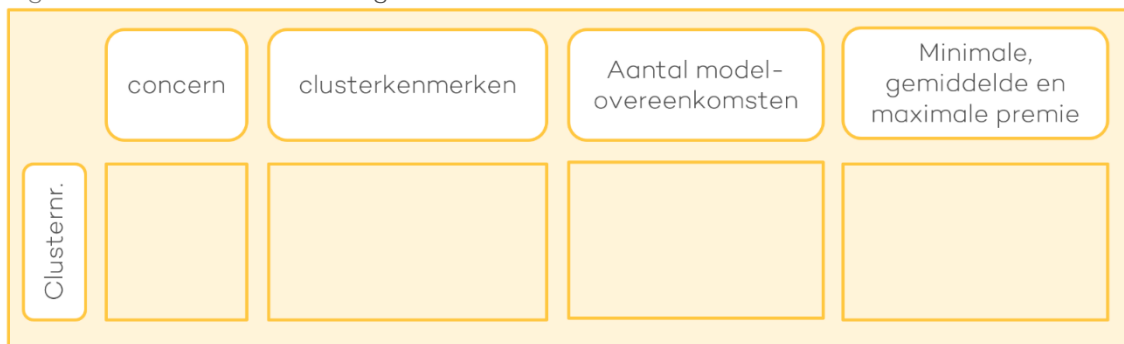 concern
clusterkenmerken
Aantal model-
overeenkomsten
Minimale,
gemiddelde en
maximale premie
Clusternr.